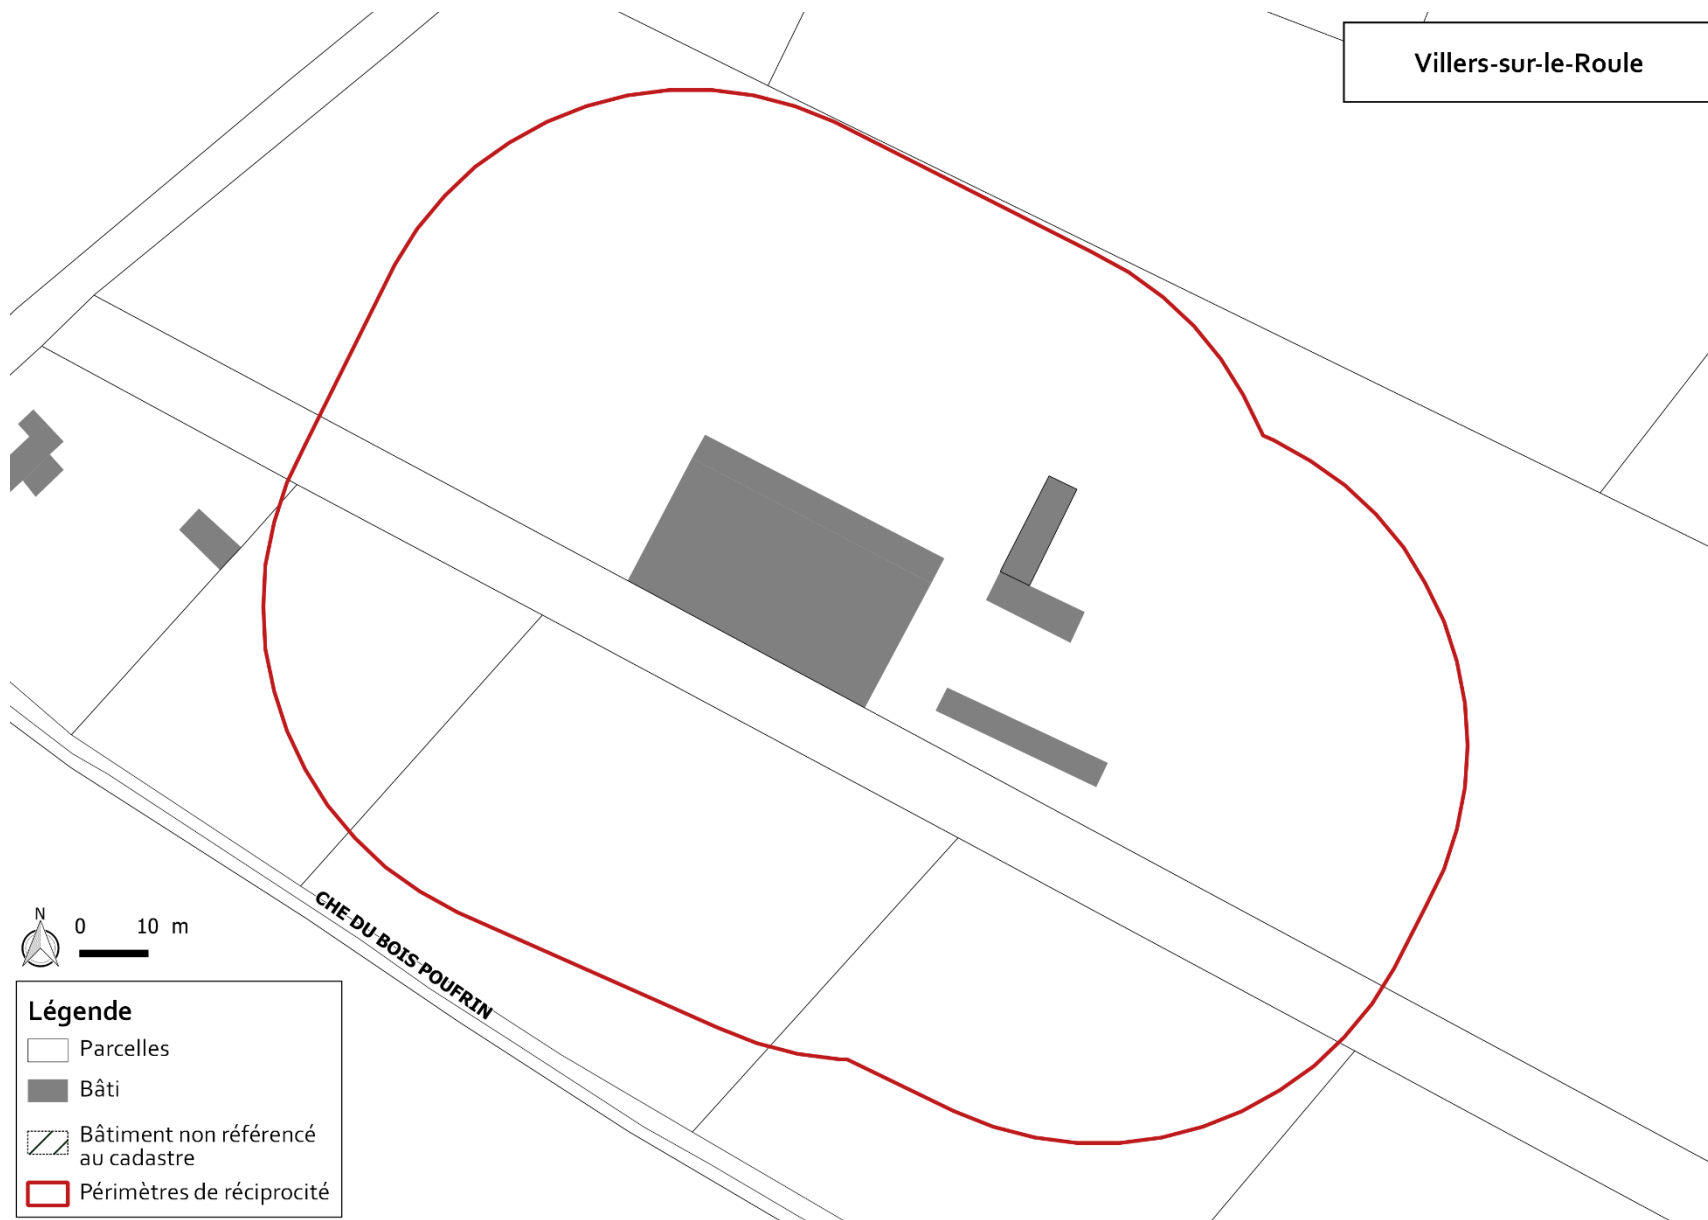 Villers-sur-le-Roule
CHE DU BOIS POUFRIN
N
0 10 m
Légende
Parcelles
Bâti
Bâtiment non référencé
au cadastre
Périmètres de réciprocité